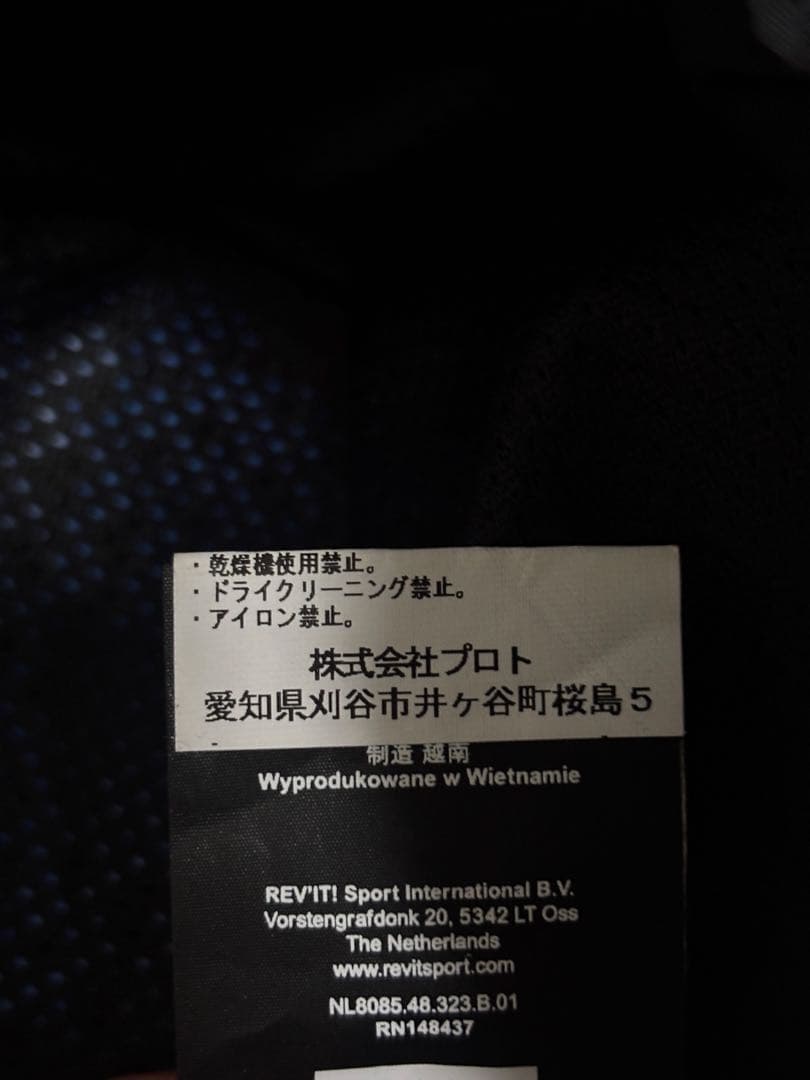 ・乾燥機使用禁止。
・ドライクリーニング禁止。
・アイロン禁止。
株式会社プロト
愛知県刈谷市井ヶ谷町桜島5
制造 越南
Wyprodukowane w Wietnamie
REV'IT! Sport International B.V.
Vorstengrafdonk 20, 5342 LT Oss
The Netherlands
www.revitsport.com
NL8085.48.323.B.01
RN148437